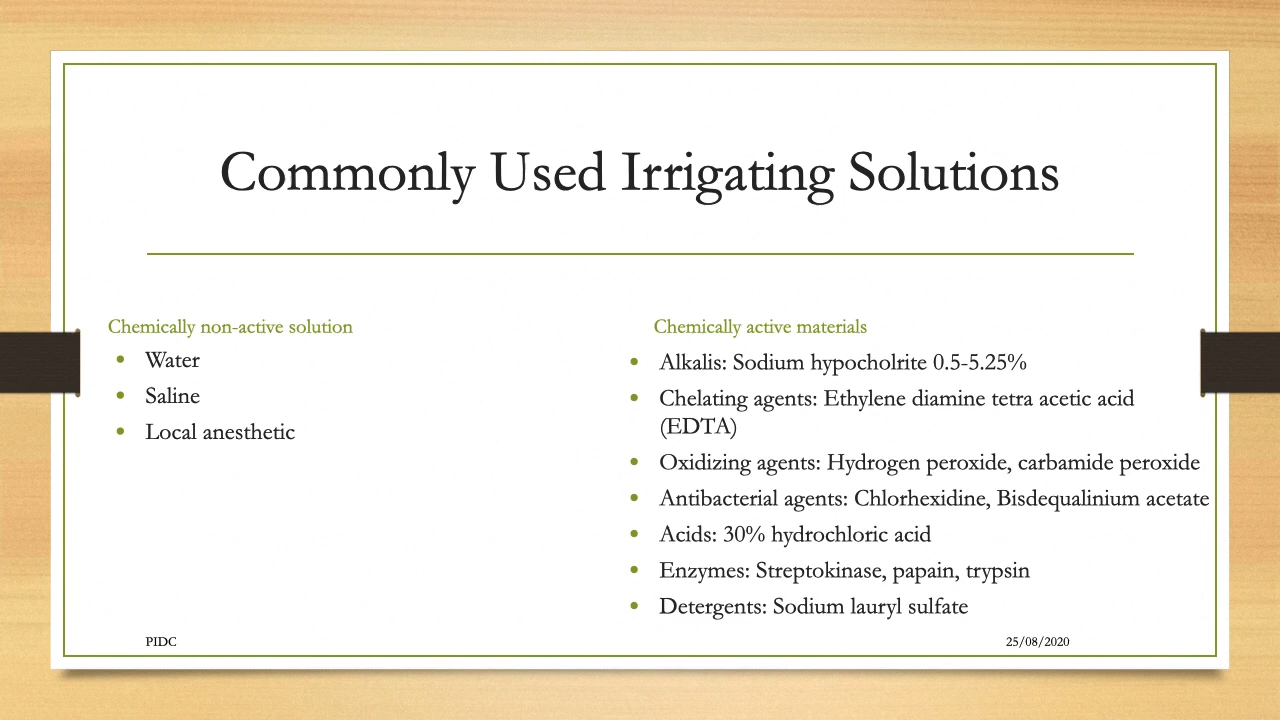 Commonly Used Irrigating Solutions
Chemically non-active solution
• Water
• Saline
• Local anesthetic
Chemically active materials
• Alkalis: Sodium hypocholrite 0.5-5.25%
• Chelating agents: Ethylene diamine tetra acetic acid
(EDTA)
• Oxidizing agents: Hydrogen peroxide, carbamide peroxide
• Antibacterial agents: Chlorhexidine, Bisdequalinium acetate
• Acids: 30% hydrochloric acid
• Enzymes: Streptokinase, papain, trypsin
• Detergents: Sodium lauryl sulfate
PIDC
25/08/2020